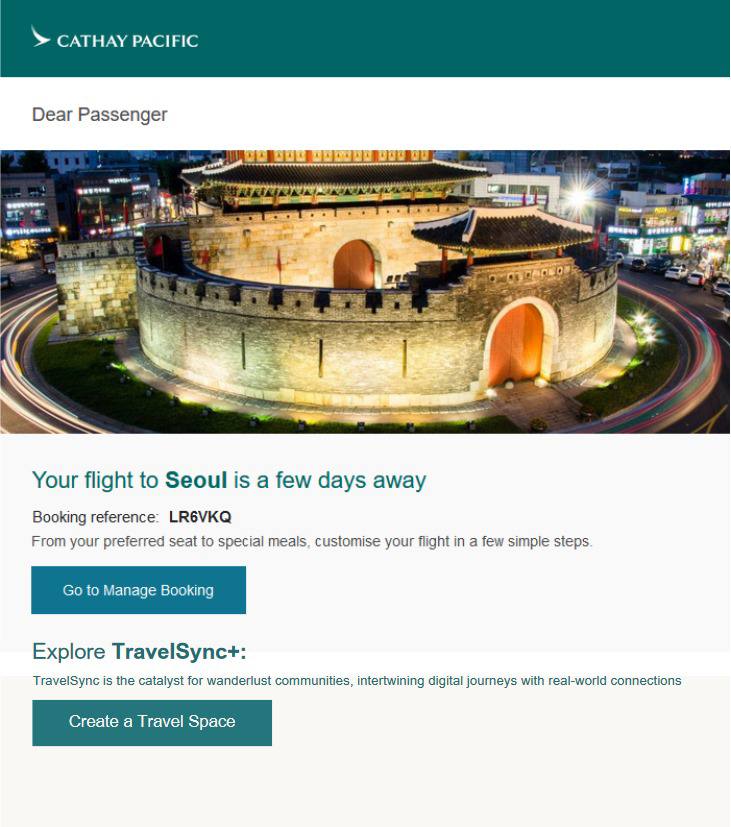 CATHAY PACIFIC
Dear Passenger
Your flight to Seoul is a few days away
Booking reference: LR6VKQ
From your preferred seat to special meals, customise your flight in a few simple steps.
Go to Manage Booking
Explore TravelSync+:
TravelSync is the catalyst for wanderlust communities, intertwining digital journeys with real-world connections
Create a Travel Space